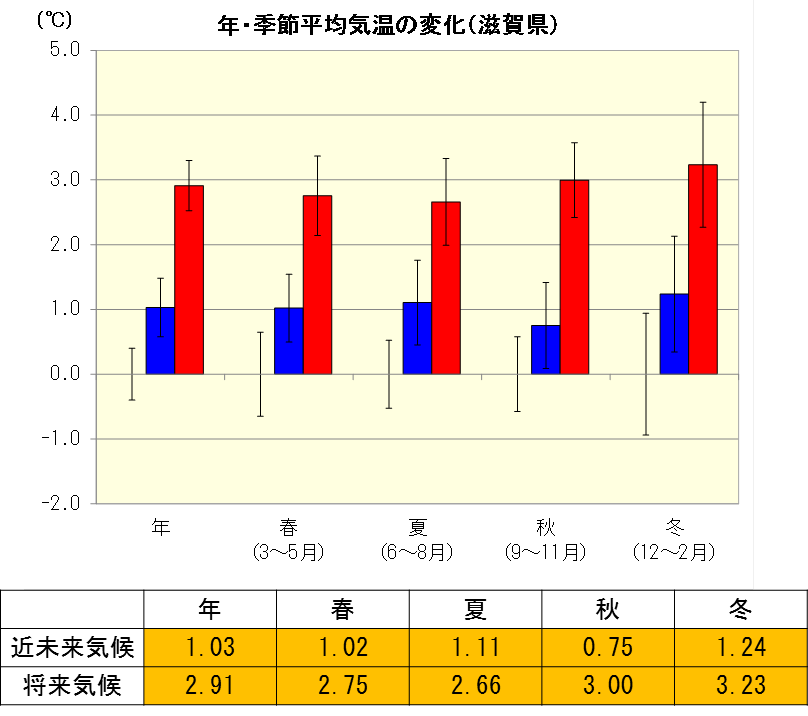 (℃)
年・季節平均気温の変化(滋賀県)
5.0
4.0
3.0
2.0
1.0
0.0
-1.0
-2.0
年 春 夏 秋 冬
(3～5月) (6～8月) (9～11月) (12～2月)
年 春 夏 秋 冬
近未来気候 1.03 1.02 1.11 0.75 1.24
将来気候 2.91 2.75 2.66 3.00 3.23